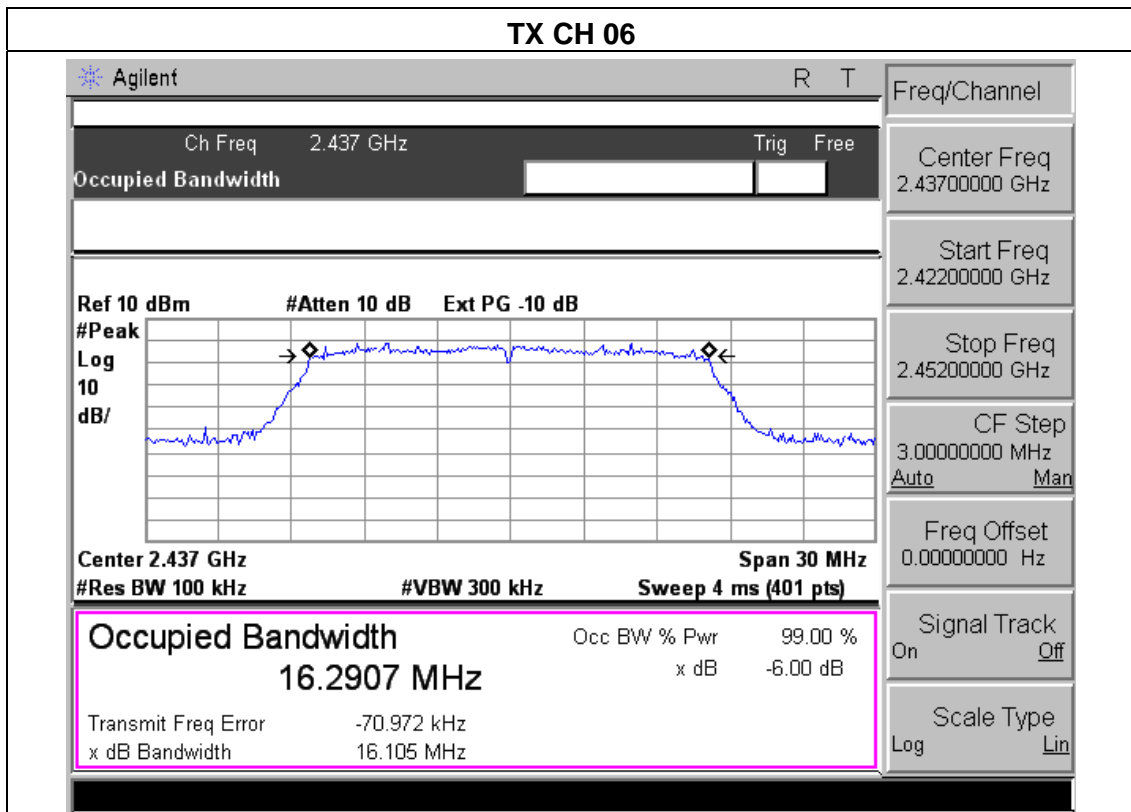 TX CH 06
Agilent R T
Ch Freq 2.437 GHz Trig Free
Occupied Bandwidth
Ref 10 dBm #Atten 10 dB Ext PG -10 dB
#Peak
Log
10
dB/
Center 2.437 GHz Span 30 MHz
#Res BW 100 kHz #VBW 300 kHz Sweep 4 ms (401 pts)
Occupied Bandwidth Occ BW % Pwr 99.00 %
16.2907 MHz x dB -6.00 dB
Transmit Freq Error -70.972 kHz
x dB Bandwidth 16.105 MHz
Freq/Channel
Center Freq
2.43700000 GHz
Start Freq
2.42200000 GHz
Stop Freq
2.45200000 GHz
CF Step
3.00000000 MHz
Auto Man
Freq Offset
0.00000000 Hz
Signal Track
On Off
Scale Type
Log Lin